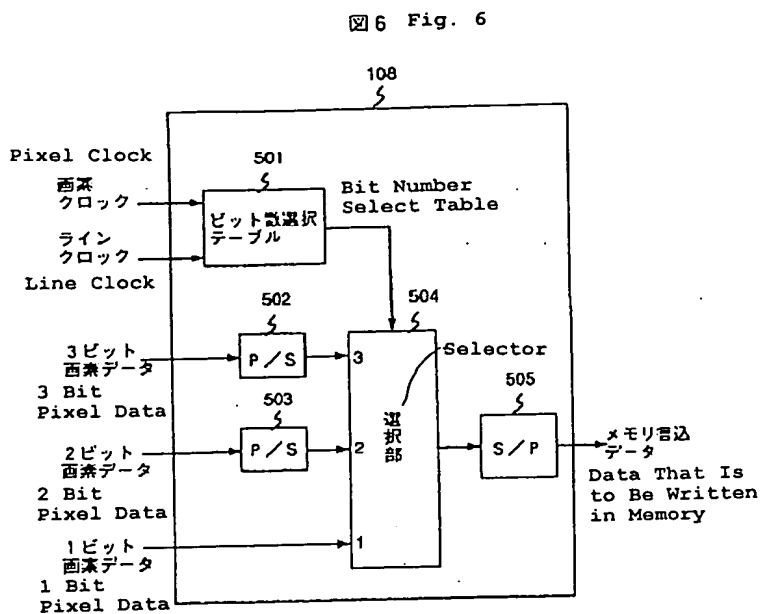 図6 Fig. 6
108
Pixel Clock
画素
クロック
501
ビット数選択
テーブル
Bit Number
Select Table
ライン
クロック
Line Clock
502
504
3ビット
画素データ
P/S
3
Selector
3 Bit
Pixel Data
503
505
選択部
2ビット
画素データ
P/S
2
S/P
メモリ書込
データ
2 Bit
Pixel Data
Data That Is
to Be Written
in Memory
1ビット
画素データ
1
1 Bit
Pixel Data